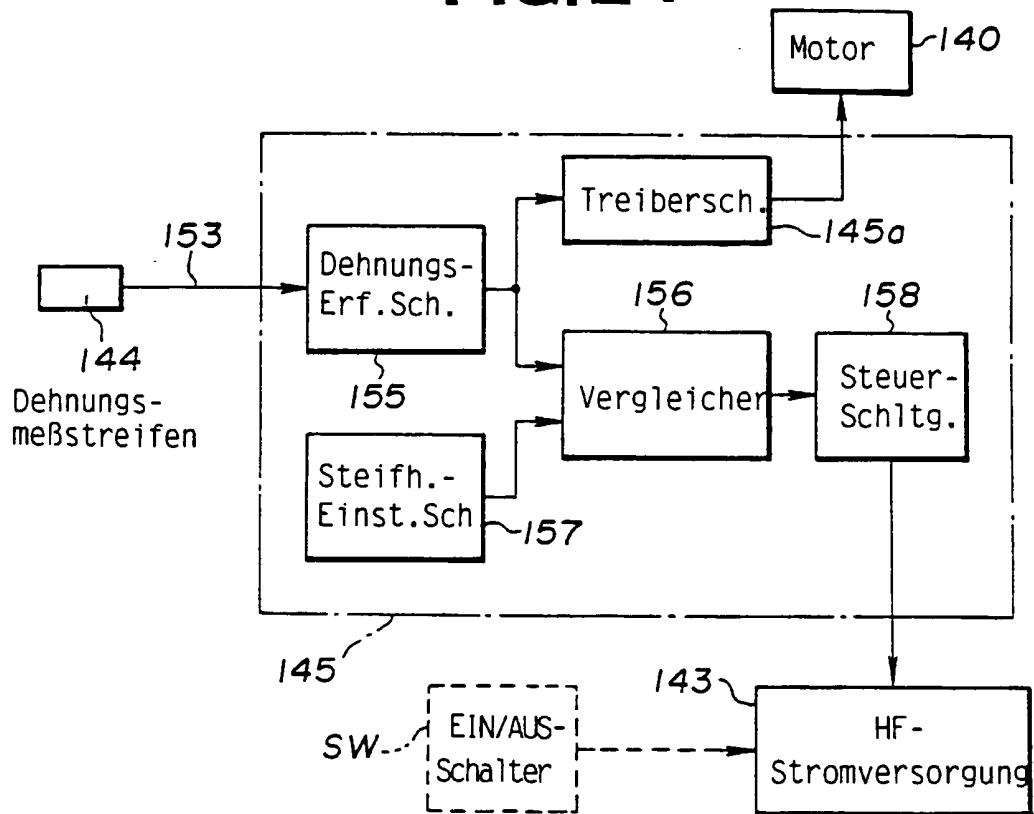 Motor
140
Treibersch.
145a
153
Dehnungs-
Erf.Sch.
155
144
Dehnungs-
meßstreifen
156
Vergleicher
158
Steuer-
Schltg.
Steifh.-
Einst.Sch
157
145
SW
EIN/AUS-
Schalter
143
HF-
Stromversorgung